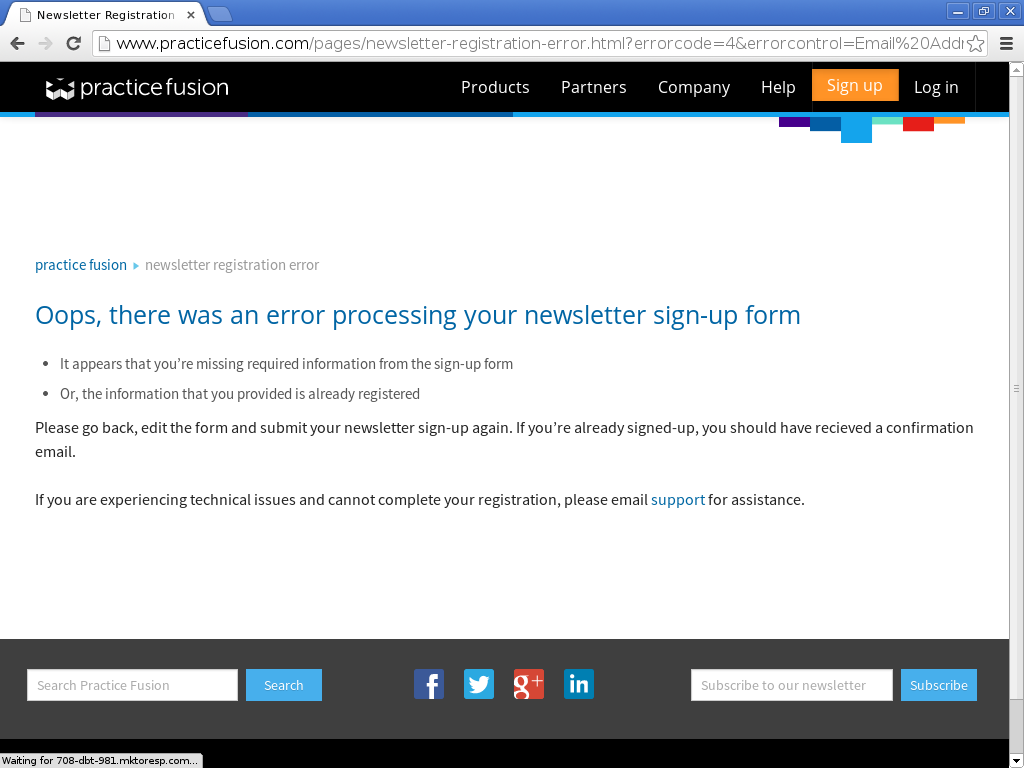 Newsletter Registration
www.practicefusion.com/pages/newsletter-registration-error.html?errorcode=4&errorcontrol=Email%20Addr
practice fusion
Products
Partners
Company
Help
Sign up
Log in
practice fusion
newsletter registration error
Oops, there was an error processing your newsletter sign-up form
• It appears that you’re missing required information from the sign-up form
• Or, the information that you provided is already registered
Please go back, edit the form and submit your newsletter sign-up again. If you’re already signed-up, you should have recieved a confirmation
email.
If you are experiencing technical issues and cannot complete your registration, please email support for assistance.
Search Practice Fusion
Search
f
g+
in
Subscribe to our newsletter
Subscribe
Waiting for 708-dbt-981.mktoresp.com...